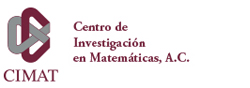 Centro de
Investigación
en Matemáticas, A.C.
CIMAT